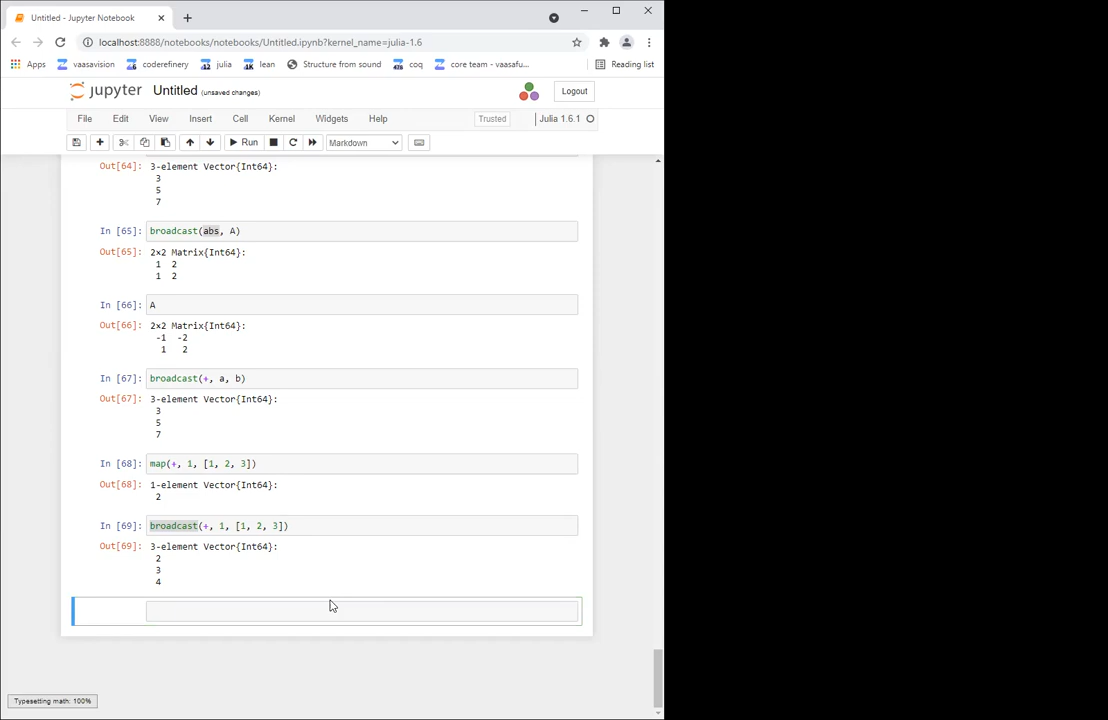 Untitled - Jupyter Notebook
localhost:8888/notebooks/notebooks/Untitled.ipynb?kernel_name=julia-1.6
Apps vaasavision coderefinery julia lean Structure from sound coq core team - vaasafu... Reading list
jupyter Untitled (unsaved changes) Logout
File Edit View Insert Cell Kernel Widgets Help Trusted Julia 1.6.1
Run Markdown
Out[64]: 3-element Vector{Int64}:
3
5
7
In [65]: broadcast(abs, A)
Out[65]: 2×2 Matrix{Int64}:
1 2
1 2
In [66]: A
Out[66]: 2×2 Matrix{Int64}:
-1 -2
1 2
In [67]: broadcast(+, a, b)
Out[67]: 3-element Vector{Int64}:
3
5
7
In [68]: map(+, 1, [1, 2, 3])
Out[68]: 1-element Vector{Int64}:
2
In [69]: broadcast(+, 1, [1, 2, 3])
Out[69]: 3-element Vector{Int64}:
2
3
4
Typesetting math: 100%